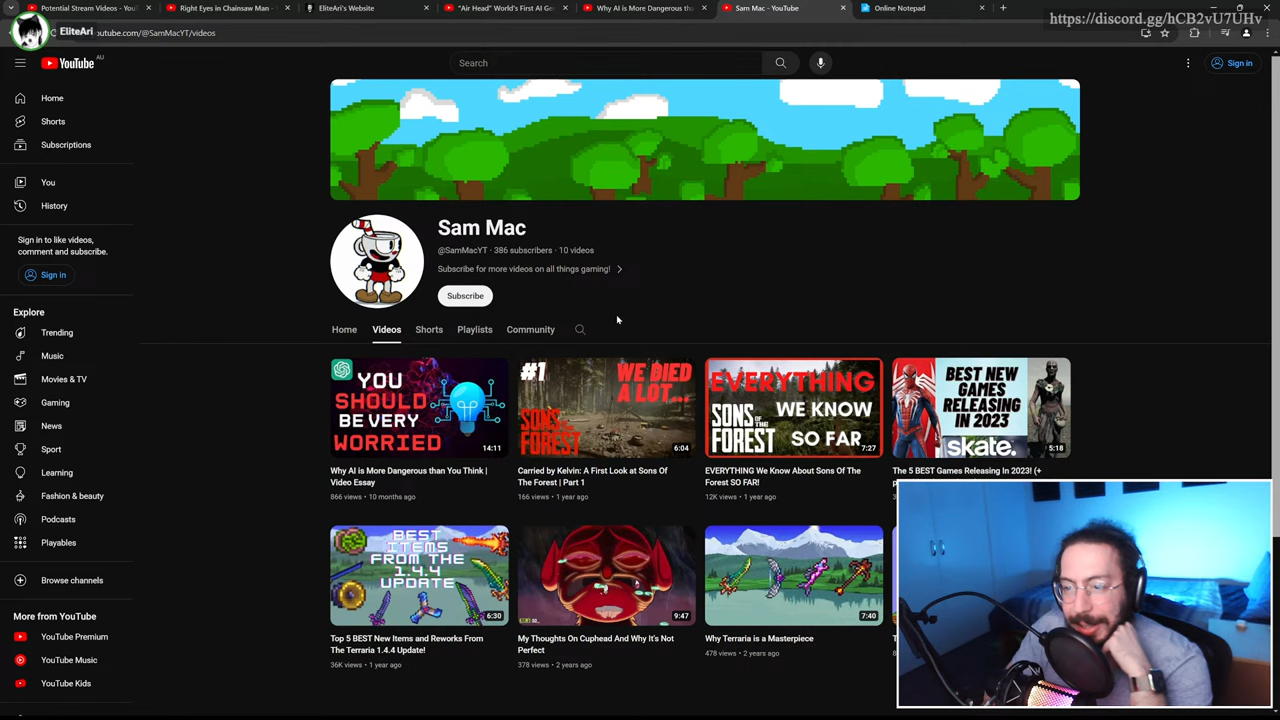 Potential Stream Videos - You
Right Eyes in Chainsaw Man -
EliteAri's Website
"Air Head" World's First AI Ge
Why AI is More Dangerous tha
Sam Mac - YouTube
Online Notepad
https://discord.gg/hCB2vU7UHv
EliteAri
outube.com/@SamMacYT/videos
YouTube AU
Search
Sign in
Home
Shorts
Subscriptions
You
History
Sign in to like videos,
comment and subscribe.
Sign in
Explore
Trending
Music
Movies & TV
Gaming
News
Sport
Learning
Fashion & beauty
Podcasts
Playables
Browse channels
More from YouTube
YouTube Premium
YouTube Music
YouTube Kids
Sam Mac
@SamMacYT · 386 subscribers · 10 videos
Subscribe for more videos on all things gaming!
Subscribe
Home Videos Shorts Playlists Community
YOU
SHOULD
BE VERY
WORRIED
14:11
Why AI is More Dangerous than You Think |
Video Essay
866 views · 10 months ago
#1
WE DIED
A LOT...
SONS OF THE
FOREST
6:04
Carried by Kelvin: A First Look at Sons Of
The Forest | Part 1
166 views · 1 year ago
EVERYTHING
WE KNOW
SO FAR
SONS OF THE
FOREST
7:27
EVERYTHING We Know About Sons Of The
Forest SO FAR!
12K views · 1 year ago
BEST NEW
GAMES
RELEASING
IN 2023
skate.
5:18
The 5 BEST Games Releasing In 2023! (+
BEST
ITEMS
FROM THE
1.4.4
UPDATE
6:30
Top 5 BEST New Items and Reworks From
The Terraria 1.4.4 Update!
36K views · 1 year ago
9:47
My Thoughts On Cuphead And Why It's Not
Perfect
378 views · 2 years ago
7:40
Why Terraria is a Masterpiece
478 views · 2 years ago